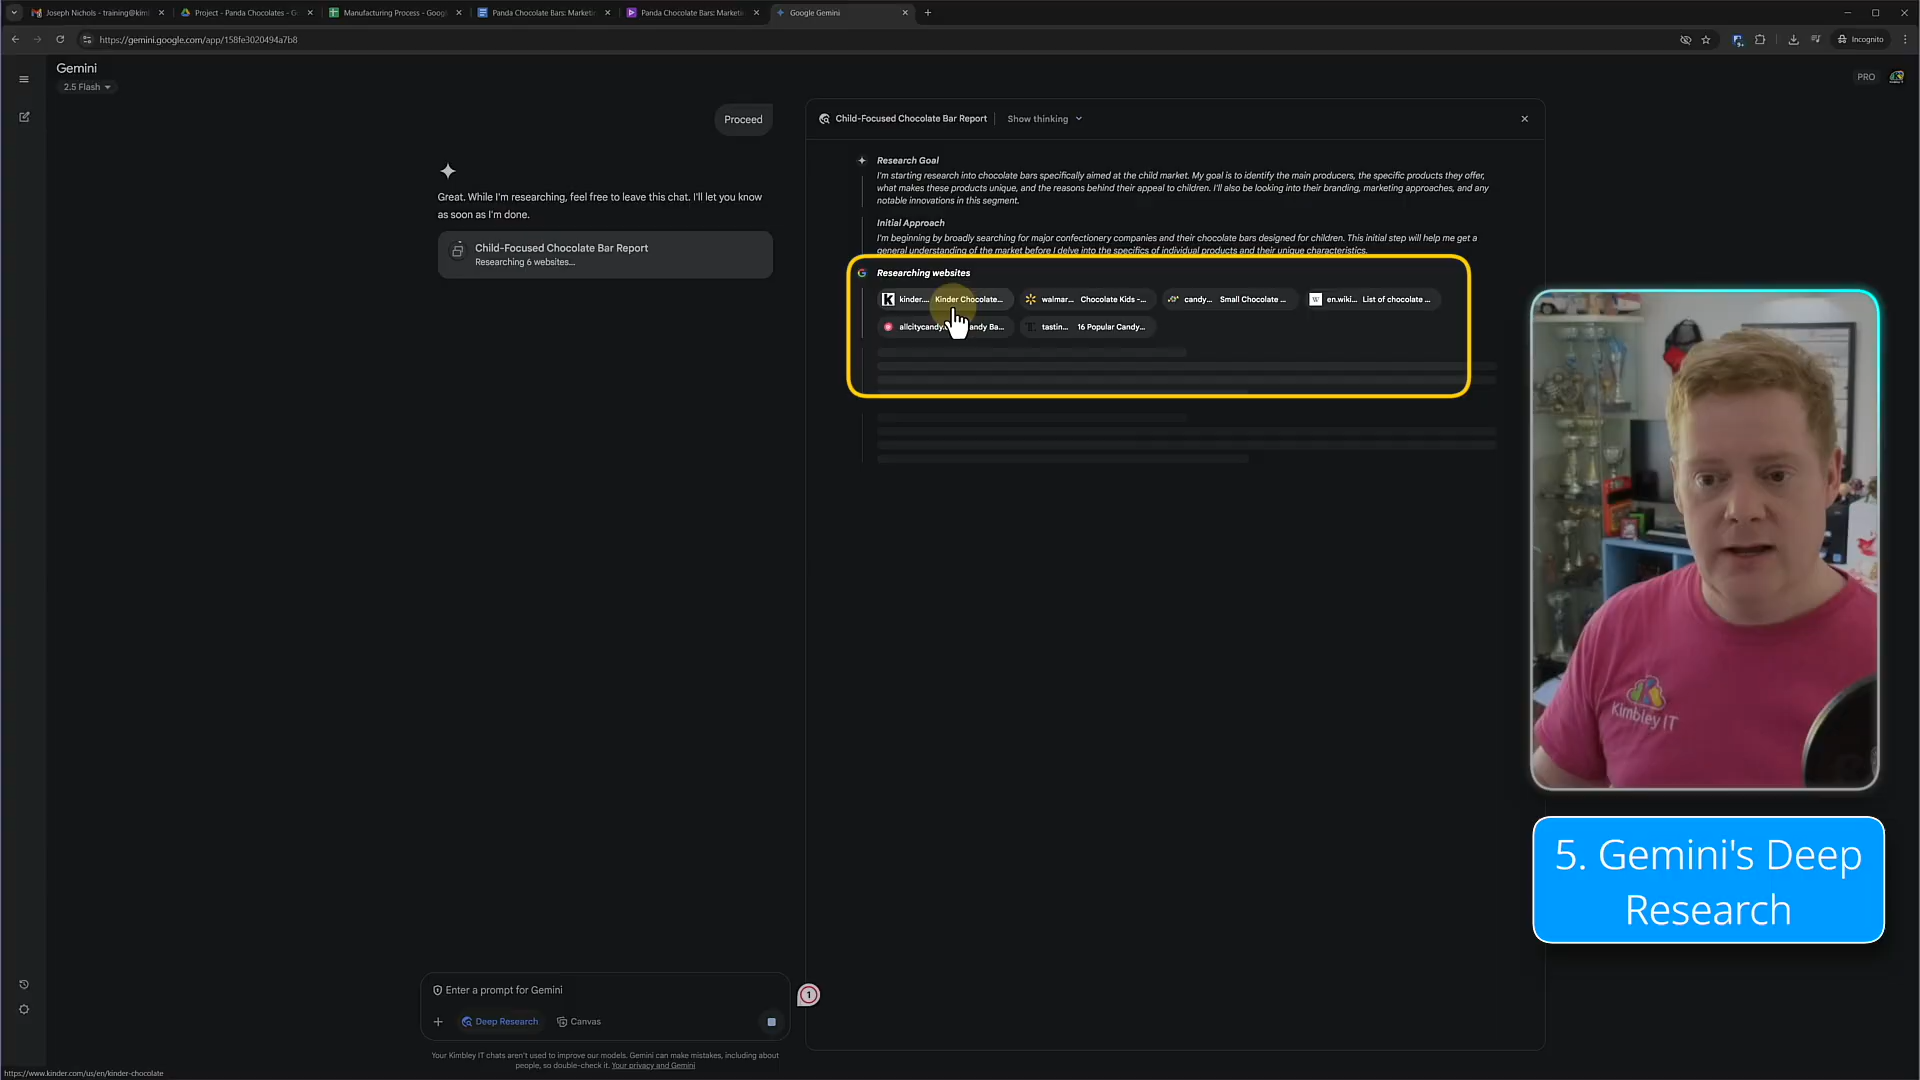 Joseph Nichols - training@kim
Project - Panda Chocolates - G
Manufacturing Process - Goog
Panda Chocolate Bars: Marketi
Panda Chocolate Bars: Marketi
Google Gemini
https://gemini.google.com/app/158fe3020494a7b8
Incognito
Gemini
2.5 Flash
PRO
Proceed
Great. While I'm researching, feel free to leave this chat. I'll let you know
as soon as I'm done.
Child-Focused Chocolate Bar Report
Researching 6 websites...
Child-Focused Chocolate Bar Report
Show thinking
Research Goal
I'm starting research into chocolate bars specifically aimed at the child market. My goal is to identify the main producers, the specific products they offer,
what makes these products unique, and the reasons behind their appeal to children. I'll also be looking into their branding, marketing approaches, and any
notable innovations in this segment.
Initial Approach
I'm beginning by broadly searching for major confectionery companies and their chocolate bars designed for children. This initial step will help me get a
general understanding of the market before I delve into the specifics of individual products and their unique characteristics.
Researching websites
K kinder.... Kinder Chocolate...
walmar... Chocolate Kids -...
candy... Small Chocolate ...
W en.wiki... List of chocolate ...
allcitycandy. andy Ba...
tastin... 16 Popular Candy...
Kimbley IT
5. Gemini's Deep
Research
Enter a prompt for Gemini
1
Deep Research
Canvas
Your Kimbley IT chats aren't used to improve our models. Gemini can make mistakes, including about
people, so double-check it. Your privacy and Gemini
https://www.kinder.com/us/en/kinder-chocolate